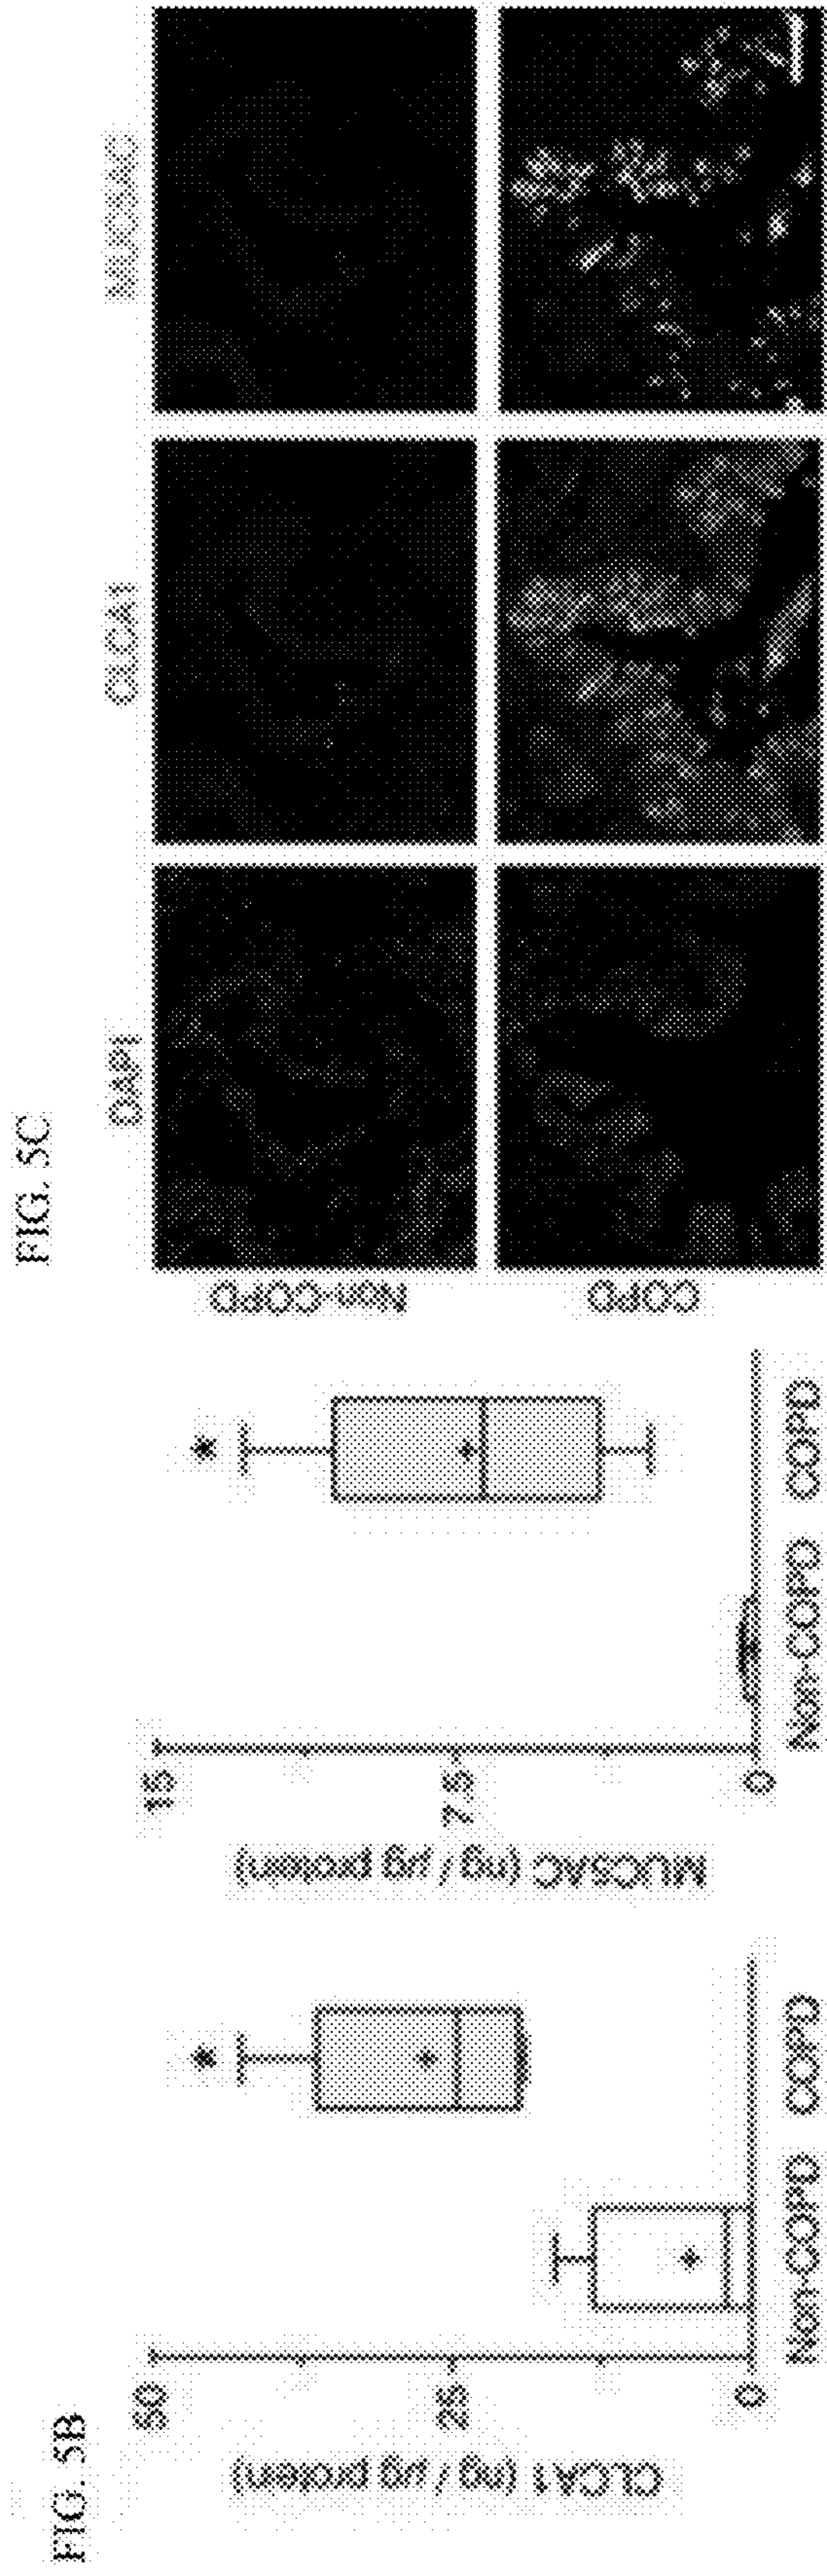 FIG. 5B
CLCA1 (ng / µg protein)
50
25
0
Non-COPD COPD
MUC5AC (ng / µg protein)
15
7.5
0
Non-COPD COPD
FIG. 5C
DAPI CLCA1 MUC5AC
Non-COPD
COPD